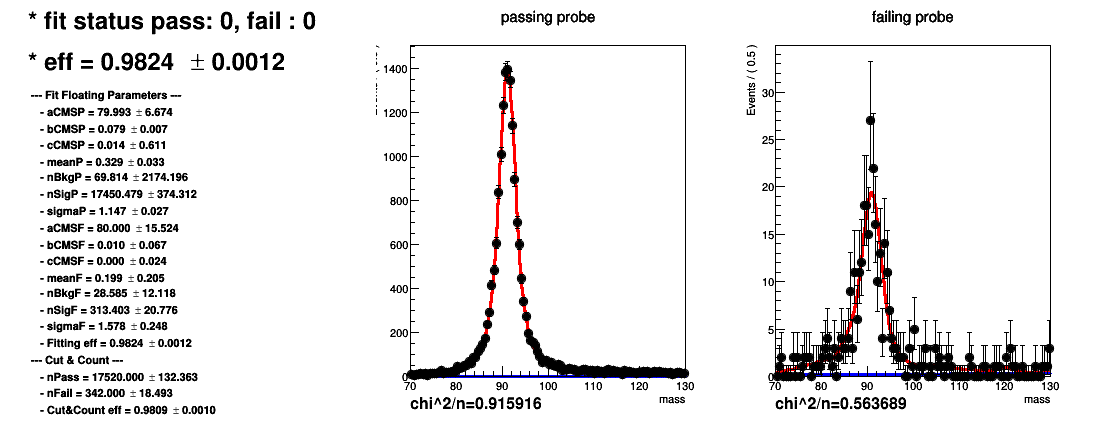 * fit status pass: 0, fail : 0
* eff = 0.9824 ± 0.0012
--- Fit Floating Parameters ---
- aCMSP = 79.993 ± 6.674
- bCMSP = 0.079 ± 0.007
- cCMSP = 0.014 ± 0.611
- meanP = 0.329 ± 0.033
- nBkgP = 69.814 ± 2174.196
- nSigP = 17450.479 ± 374.312
- sigmaP = 1.147 ± 0.027
- aCMSF = 80.000 ± 15.524
- bCMSF = 0.010 ± 0.067
- cCMSF = 0.000 ± 0.024
- meanF = 0.199 ± 0.205
- nBkgF = 28.585 ± 12.118
- nSigF = 313.403 ± 20.776
- sigmaF = 1.578 ± 0.248
- Fitting eff = 0.9824 ± 0.0012
--- Cut & Count ---
- nPass = 17520.000 ± 132.363
- nFail = 342.000 ± 18.493
- Cut&Count eff = 0.9809 ± 0.0010
passing probe
1400
1200
1000
800
600
400
200
0
70 80 90 100 110 120 130
mass
chi^2/n=0.915916
failing probe
Events / ( 0.5 )
30
25
20
15
10
5
0
70 80 90 100 110 120 130
mass
chi^2/n=0.563689